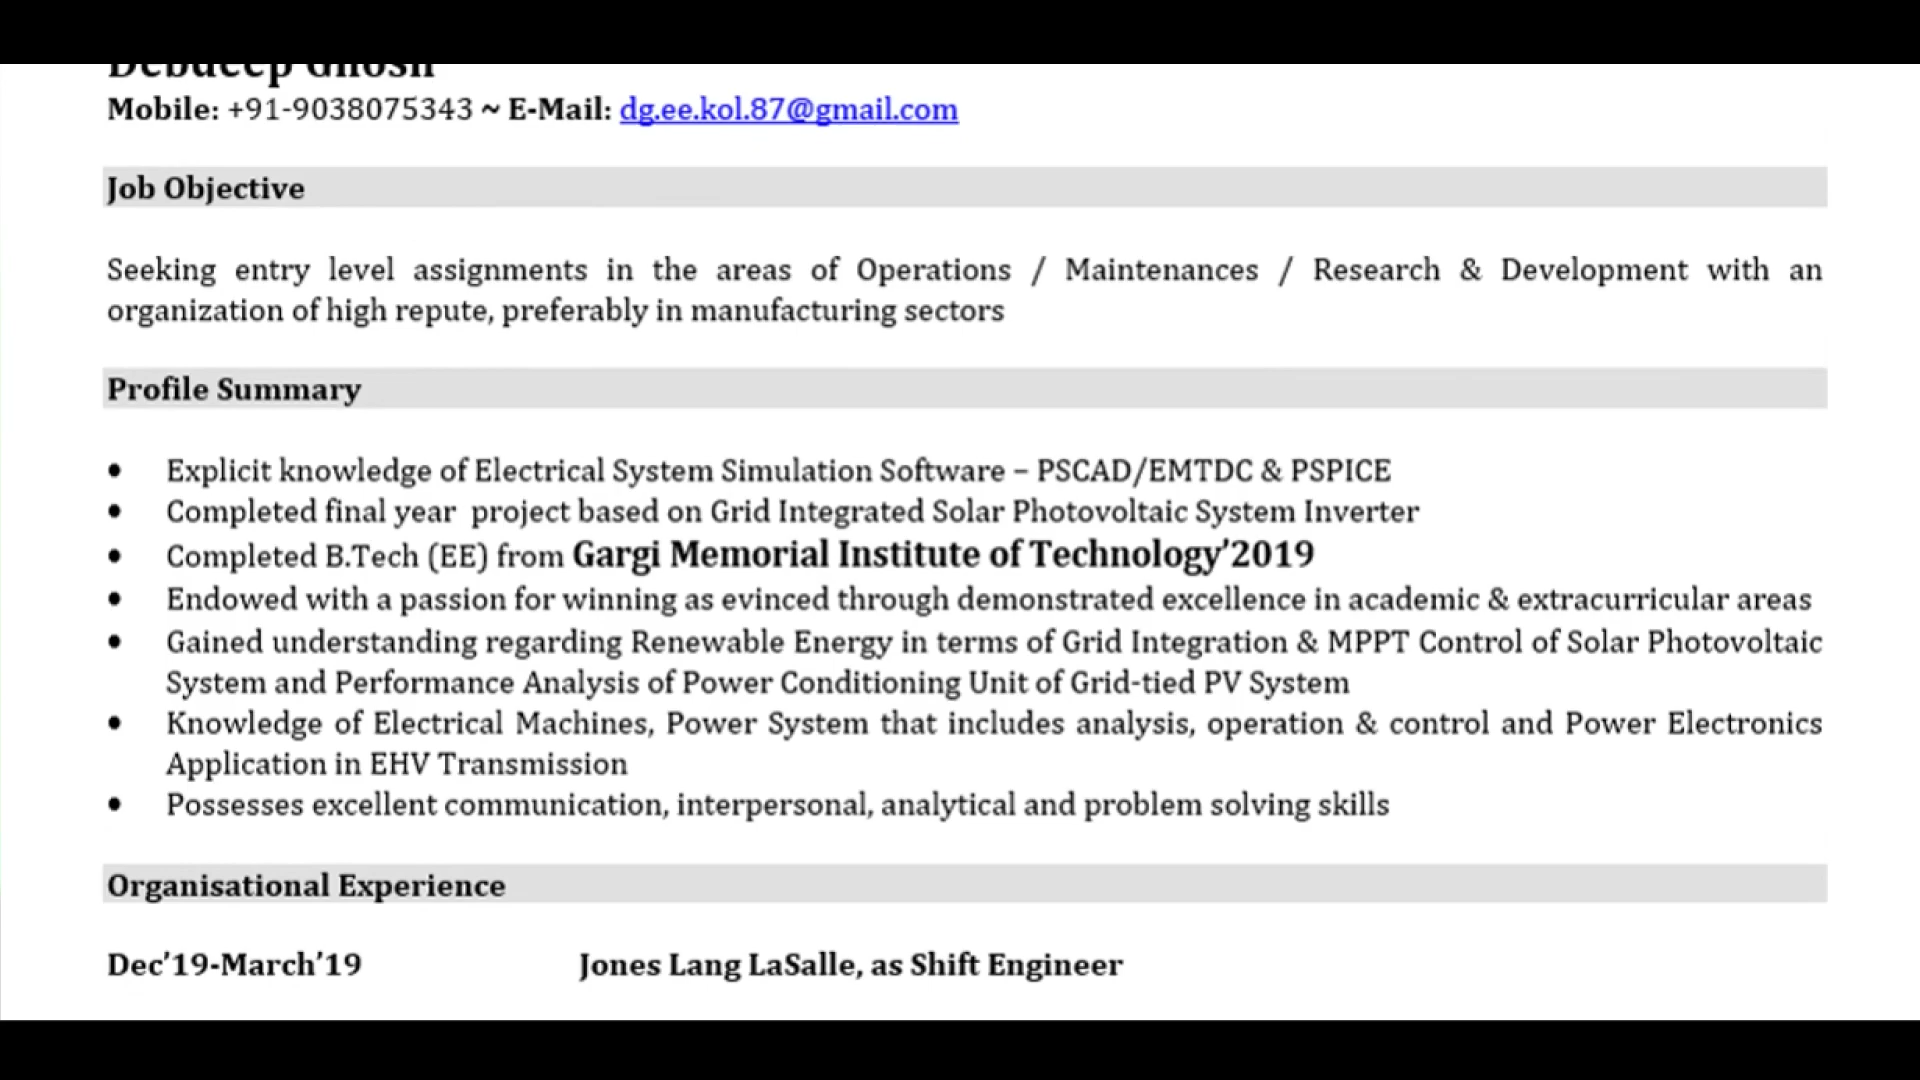 Debdeep Ghosh
Mobile: +91-9038075343 ~ E-Mail: dg.ee.kol.87@gmail.com
Job Objective
Seeking entry level assignments in the areas of Operations / Maintenances / Research & Development with an
organization of high repute, preferably in manufacturing sectors
Profile Summary
• Explicit knowledge of Electrical System Simulation Software – PSCAD/EMTDC & PSPICE
• Completed final year project based on Grid Integrated Solar Photovoltaic System Inverter
• Completed B.Tech (EE) from Gargi Memorial Institute of Technology’2019
• Endowed with a passion for winning as evinced through demonstrated excellence in academic & extracurricular areas
• Gained understanding regarding Renewable Energy in terms of Grid Integration & MPPT Control of Solar Photovoltaic
System and Performance Analysis of Power Conditioning Unit of Grid-tied PV System
• Knowledge of Electrical Machines, Power System that includes analysis, operation & control and Power Electronics
Application in EHV Transmission
• Possesses excellent communication, interpersonal, analytical and problem solving skills
Organisational Experience
Dec’19-March’19 Jones Lang LaSalle, as Shift Engineer